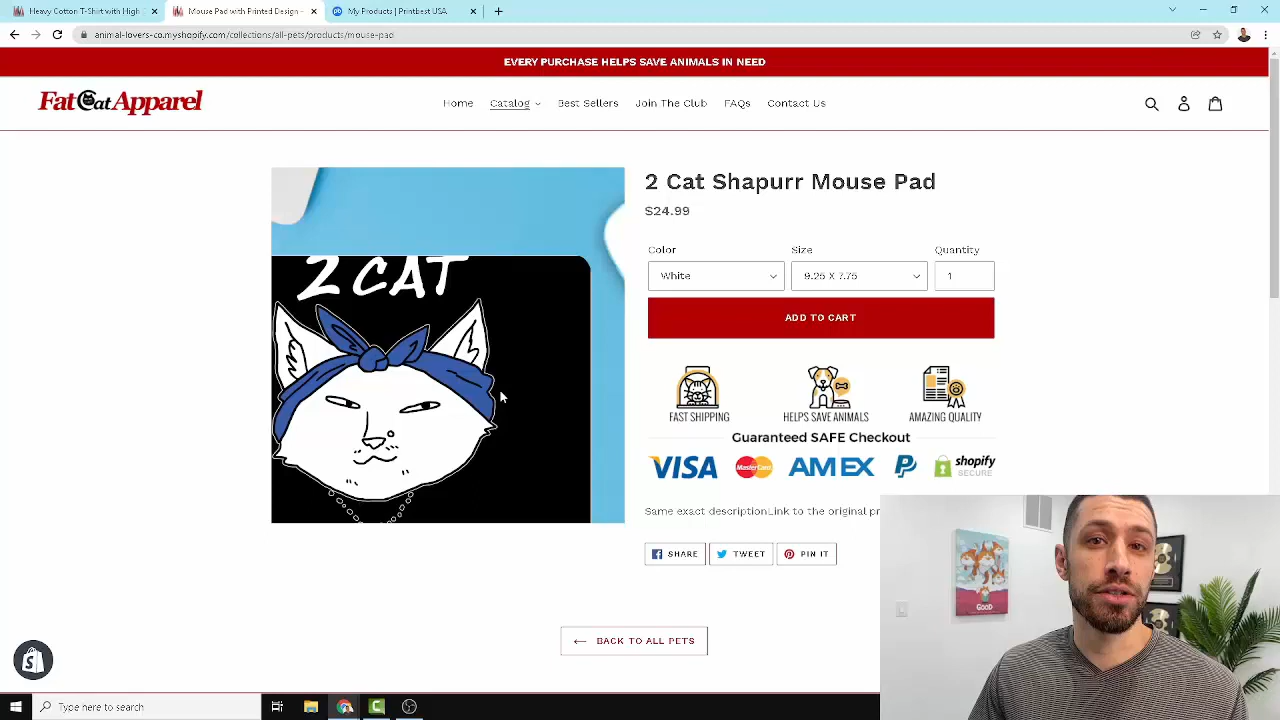 Heavy Cotton T-Shirt with High
Mouse Pad with Printed Design -
My Products | Printbest USA
animal-lovers-co.myshopify.com/collections/all-pets/products/mouse-pad
EVERY PURCHASE HELPS SAVE ANIMALS IN NEED
Fat Cat Apparel
Home
Catalog
Best Sellers
Join The Club
FAQs
Contact Us
2 CAT
2 Cat Shapurr Mouse Pad
$24.99
Color
Size
Quantity
White
9.25 X 7.75
1
ADD TO CART
FAST SHIPPING
HELPS SAVE ANIMALS
AMAZING QUALITY
Guaranteed SAFE Checkout
VISA
MasterCard
AMEX
shopify
SECURE
Same exact descriptionLink to the original pr
SHARE
TWEET
PIN IT
BACK TO ALL PETS
GOOD
Type here to search